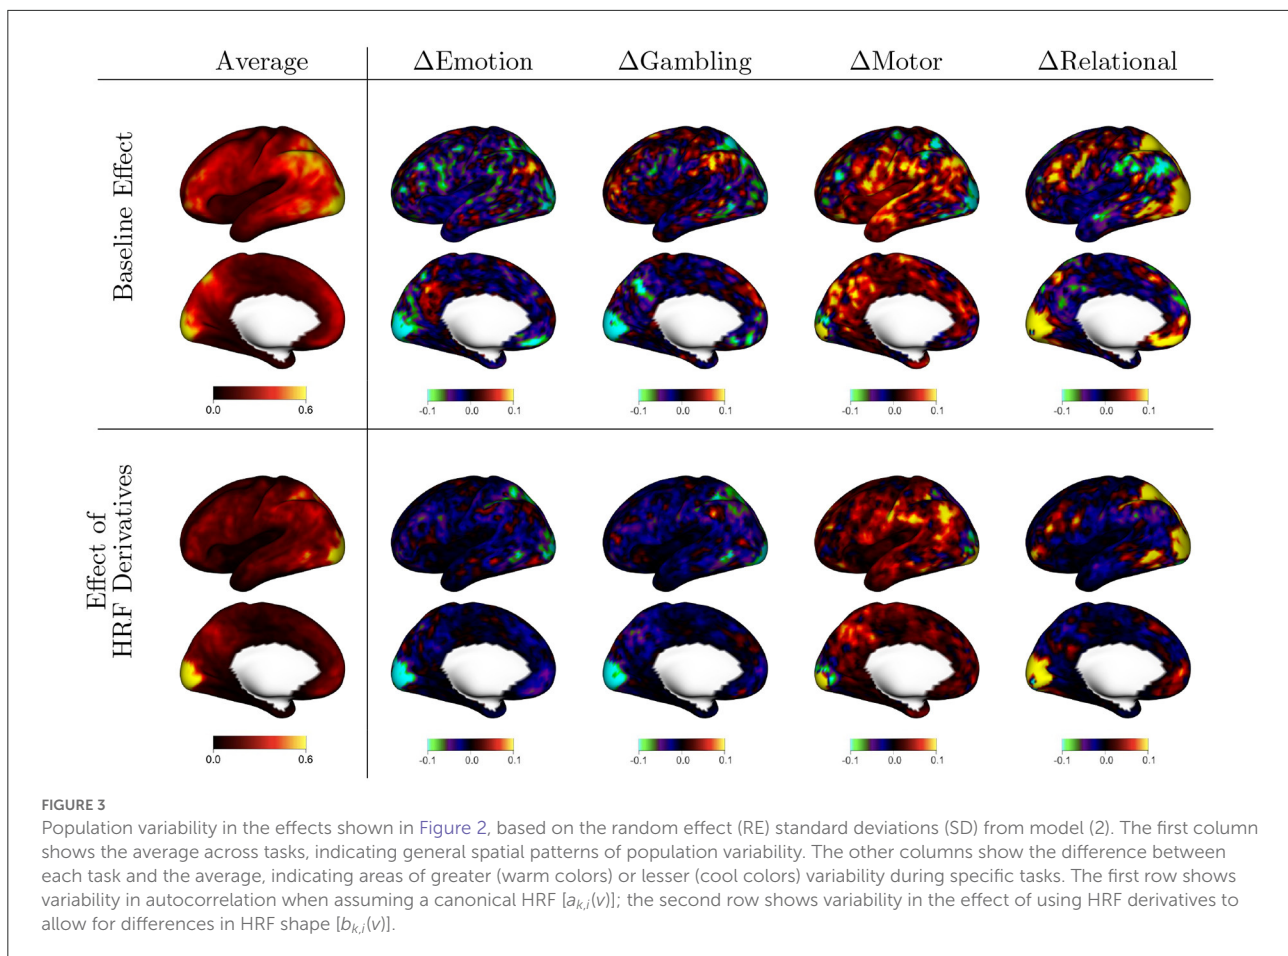 Average
ΔEmotion
ΔGambling
ΔMotor
ΔRelational
Baseline Effect
0.0 0.6
-0.1 0.0 0.1
-0.1 0.0 0.1
-0.1 0.0 0.1
-0.1 0.0 0.1
Effect of
HRF Derivatives
0.0 0.6
-0.1 0.0 0.1
-0.1 0.0 0.1
-0.1 0.0 0.1
-0.1 0.0 0.1
FIGURE 3
Population variability in the effects shown in Figure 2, based on the random effect (RE) standard deviations (SD) from model (2). The first column
shows the average across tasks, indicating general spatial patterns of population variability. The other columns show the difference between
each task and the average, indicating areas of greater (warm colors) or lesser (cool colors) variability during specific tasks. The first row shows
variability in autocorrelation when assuming a canonical HRF [ak,i(v)]; the second row shows variability in the effect of using HRF derivatives to
allow for differences in HRF shape [bk,i(v)].